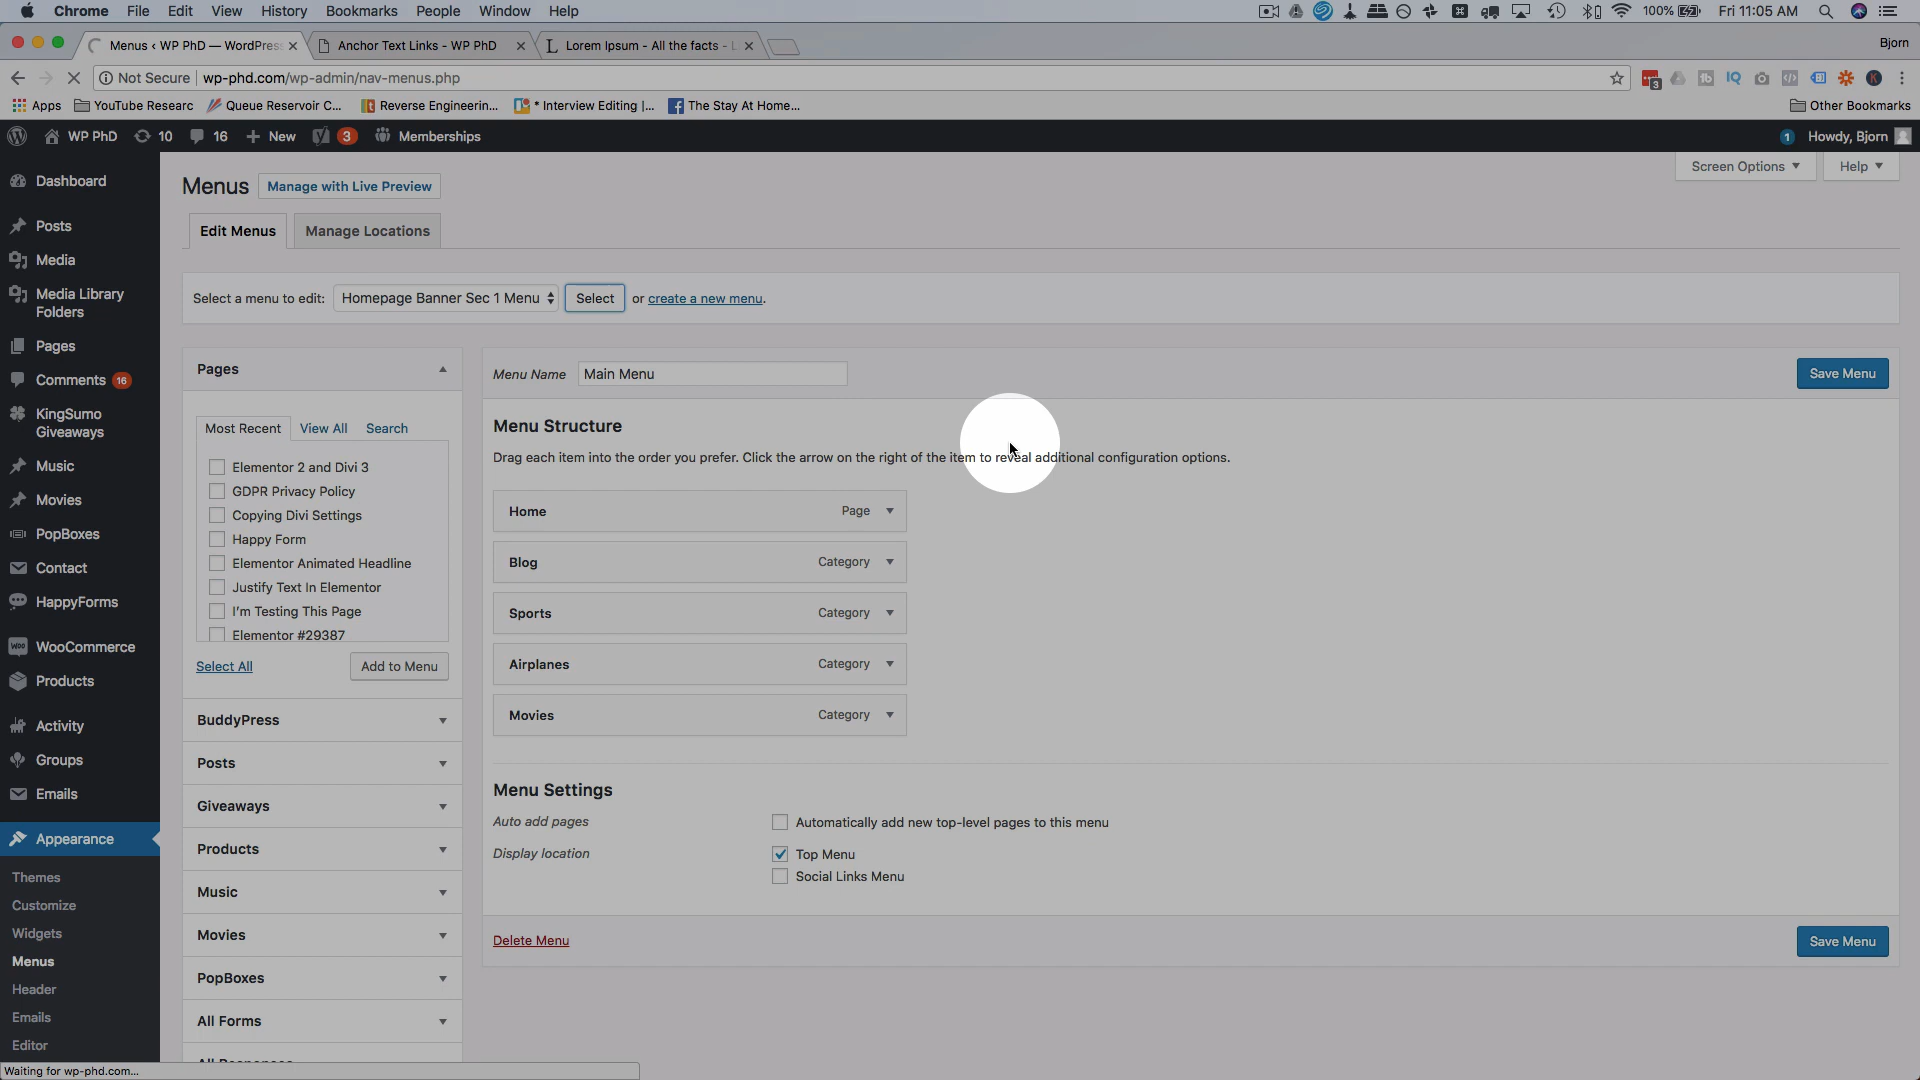 Chrome File Edit View History Bookmarks People Window Help
100% Fri 11:05 AM
Menus ‹ WP PhD — WordPress
Anchor Text Links - WP PhD
Lorem Ipsum - All the facts - L
Bjorn
Not Secure wp-phd.com/wp-admin/nav-menus.php
3
Apps YouTube Researc Queue Reservoir C... Reverse Engineerin... * Interview Editing |... The Stay At Home... Other Bookmarks
WP PhD 10 16 New 3 Memberships 1 Howdy, Bjorn
Dashboard
Posts
Media
Media Library
Folders
Pages
Comments 16
KingSumo
Giveaways
Music
Movies
PopBoxes
Contact
HappyForms
WooCommerce
Products
Activity
Groups
Emails
Appearance
Themes
Customize
Widgets
Menus
Header
Emails
Editor
Screen Options Help
Menus Manage with Live Preview
Edit Menus Manage Locations
Select a menu to edit: Homepage Banner Sec 1 Menu Select or create a new menu.
Pages
Most Recent View All Search
Elementor 2 and Divi 3
GDPR Privacy Policy
Copying Divi Settings
Happy Form
Elementor Animated Headline
Justify Text In Elementor
I'm Testing This Page
Elementor #29387
Select All Add to Menu
BuddyPress
Posts
Giveaways
Products
Music
Movies
PopBoxes
All Forms
Menu Name Main Menu Save Menu
Menu Structure
Drag each item into the order you prefer. Click the arrow on the right of the item to reveal additional configuration options.
Home Page
Blog Category
Sports Category
Airplanes Category
Movies Category
Menu Settings
Auto add pages Automatically add new top-level pages to this menu
Display location Top Menu
Social Links Menu
Delete Menu Save Menu
Waiting for wp-phd.com...